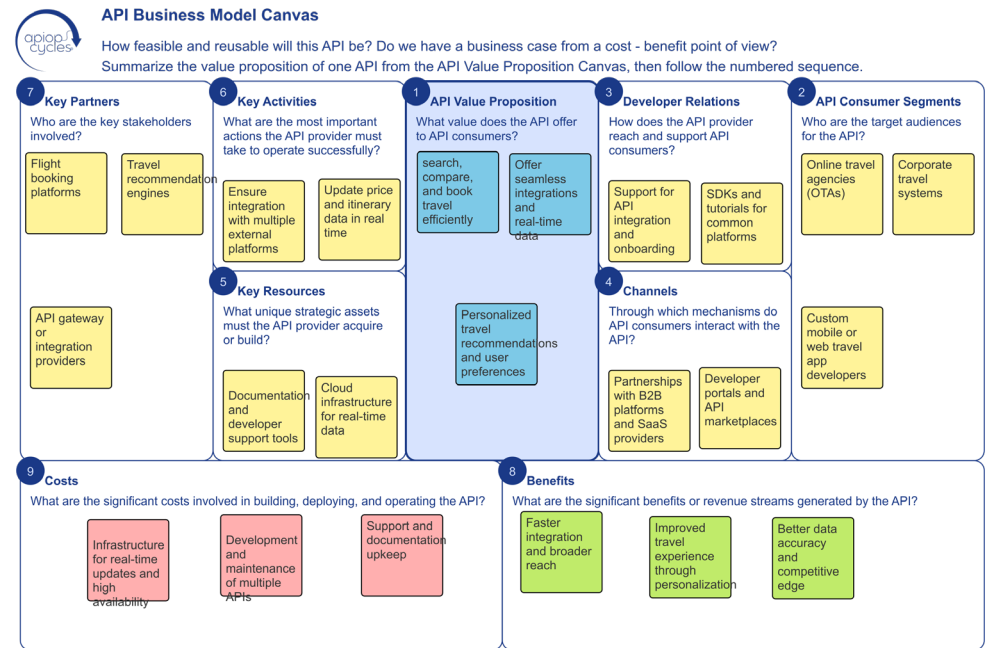 apiops
cycles
API Business Model Canvas
How feasible and reusable will this API be? Do we have a business case from a cost - benefit point of view?
Summarize the value proposition of one API from the API Value Proposition Canvas, then follow the numbered sequence.
7
Key Partners
Who are the key stakeholders
involved?
Flight
booking
platforms
Travel
recommendation
engines
API gateway
or
integration
providers
6
Key Activities
What are the most important
actions the API provider must
take to operate successfully?
Ensure
integration
with multiple
external
platforms
Update price
and itinerary
data in real
time
5
Key Resources
What unique strategic assets
must the API provider acquire
or build?
Documentation
and
developer
support tools
Cloud
infrastructure
for real-time
data
1
API Value Proposition
What value does the API offer
to API consumers?
search,
compare,
and book
travel
efficiently
Offer
seamless
integrations
and
real-time
data
Personalized
travel
recommendations
and user
preferences
3
Developer Relations
How does the API provider
reach and support API
consumers?
Support for
API
integration
and
onboarding
SDKs and
tutorials for
common
platforms
4
Channels
Through which mechanisms do
API consumers interact with the
API?
Partnerships
with B2B
platforms
and SaaS
providers
Developer
portals and
API
marketplaces
2
API Consumer Segments
Who are the target audiences
for the API?
Online travel
agencies
(OTAs)
Corporate
travel
systems
Custom
mobile or
web travel
app
developers
9
Costs
What are the significant costs involved in building, deploying, and operating the API?
Infrastructure
for real-time
updates and
high
availability
Development
and
maintenance
of multiple
APIs
Support and
documentation
upkeep
8
Benefits
What are the significant benefits or revenue streams generated by the API?
Faster
integration
and broader
reach
Improved
travel
experience
through
personalization
Better data
accuracy
and
competitive
edge